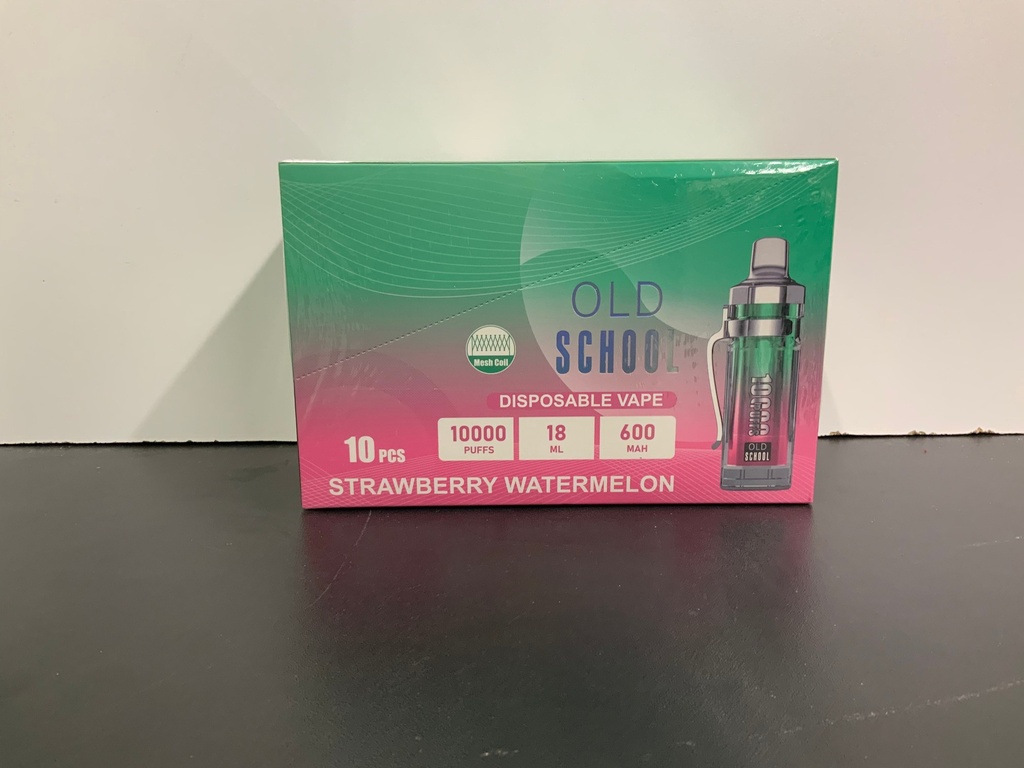 OLD
SCHOOL
Mesh Coil
DISPOSABLE VAPE
10000
PUFFS
18
ML
600
MAH
10 PCS
STRAWBERRY WATERMELON
10000
PUFFS
OLD
SCHOOL